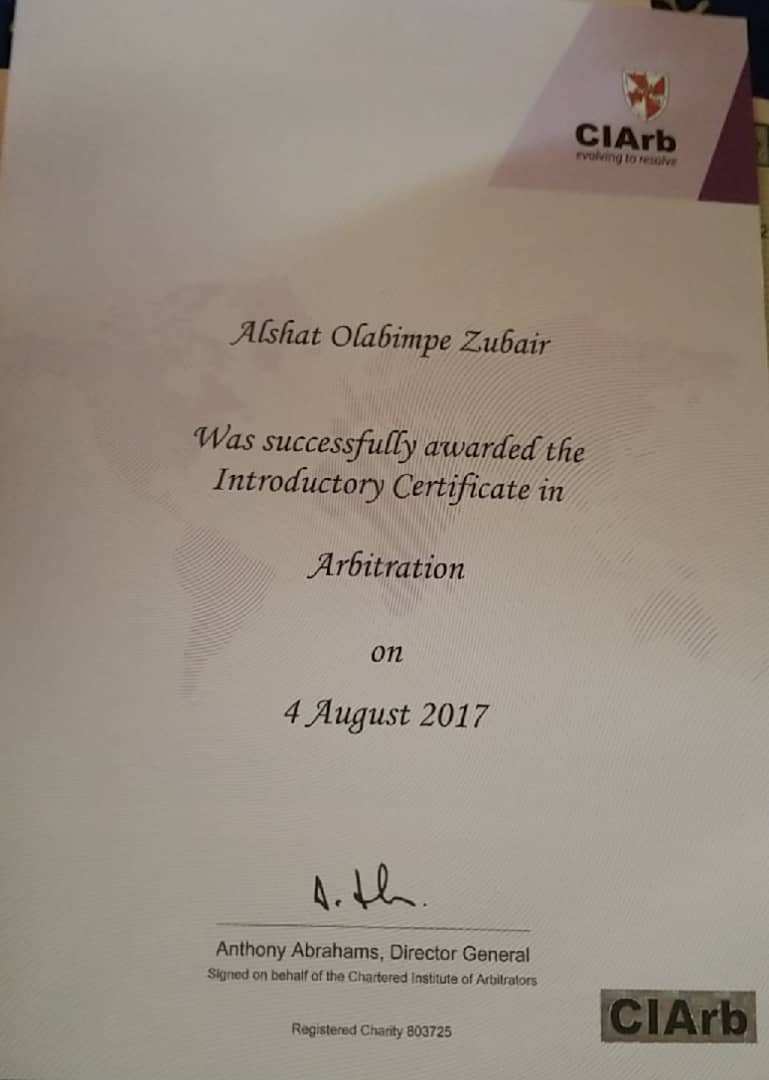 CIArb
evolving to resolve
Alshat Olabimpe Zubair
Was successfully awarded the
Introductory Certificate in
Arbitration
on
4 August 2017
Anthony Abrahams, Director General
Signed on behalf of the Chartered Institute of Arbitrators
Registered Charity 803725
CIArb